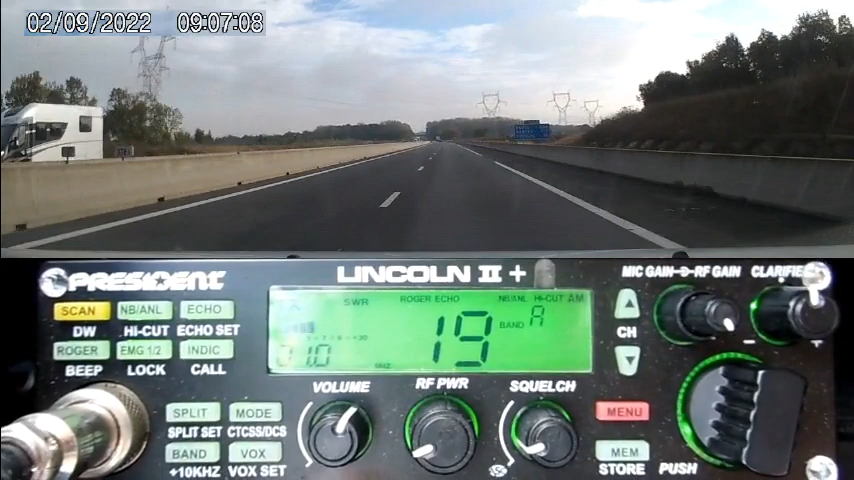 02/09/2022 09:07:08
PRESIDENT
LINCOLN II +
MIC GAIN RF GAIN CLARIFIER
SCAN NB/ANL ECHO
DW HI-CUT ECHO SET
ROGER EMG 1/2 INDIC
BEEP LOCK CALL
SWR ROGER ECHO NB/ANL HI-CUT AM
19 BAND A
CH
VOLUME RF PWR SQUELCH
SPLIT MODE
SPLIT SET CTCSS/DCS
BAND VOX
+10KHZ VOX SET
MENU
MEM
STORE PUSH
- +